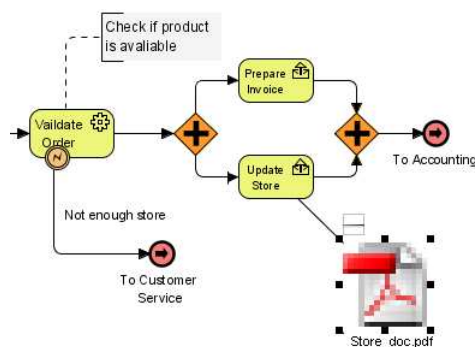 Check if product
is avaliable
Vaildate
Order
Prepare
Invoice
Update
Store
To Accounting
Not enough store
To Customer
Service
Store_doc.pdf